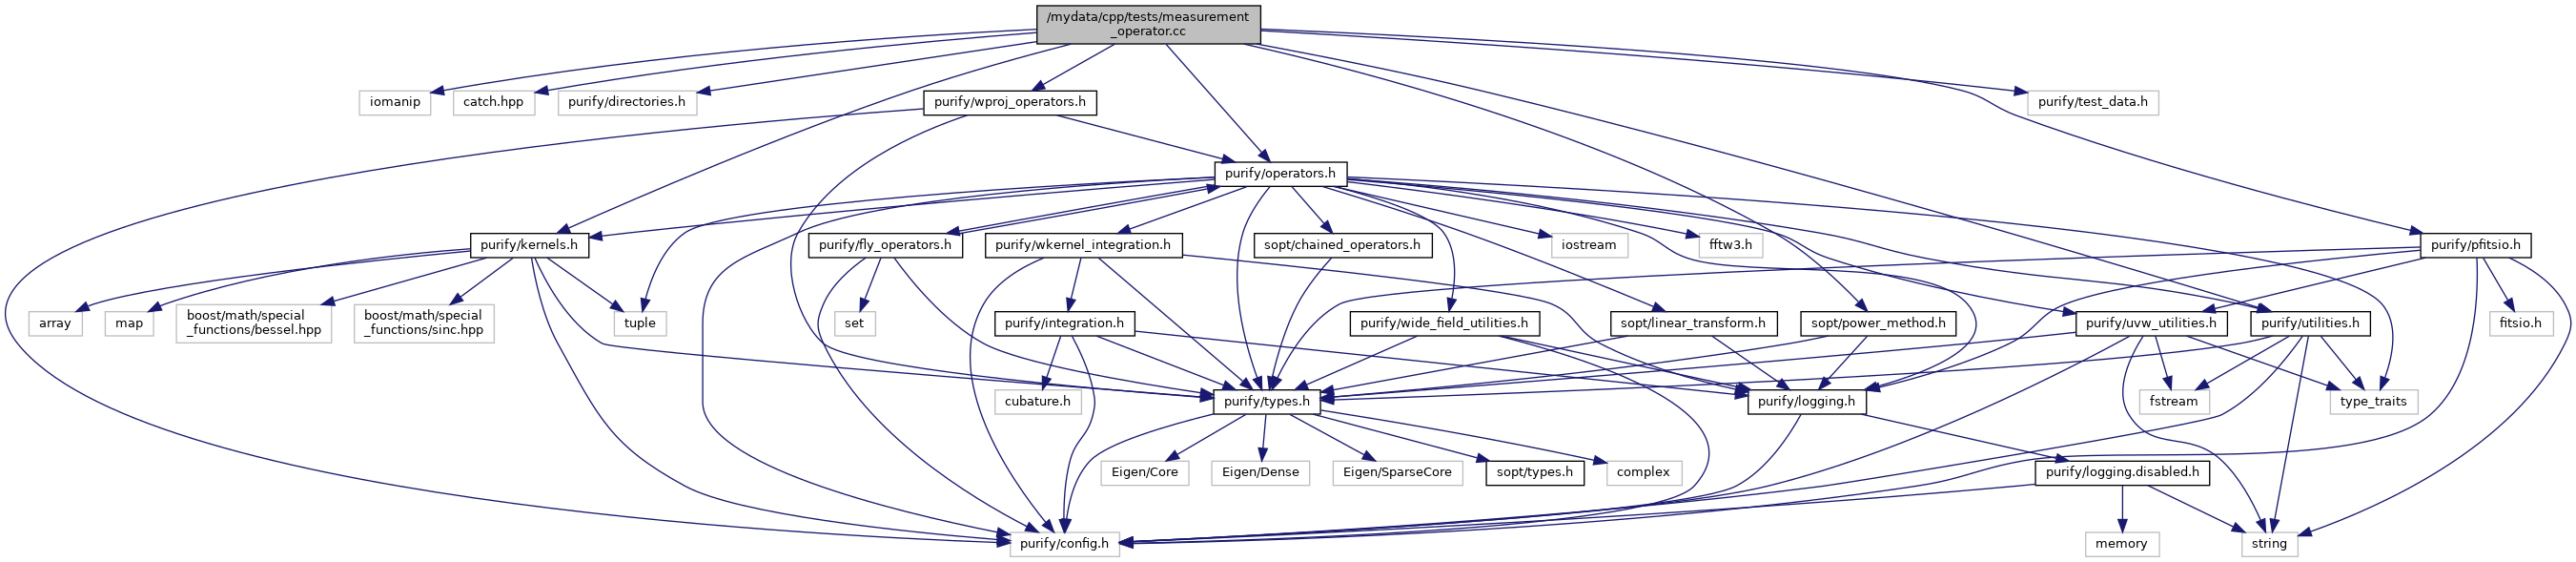 /mydata/cpp/tests/measurement
_operator.cc
iomanip
catch.hpp
purify/directories.h
purify/wproj_operators.h
purify/test_data.h
purify/operators.h
purify/kernels.h
purify/fly_operators.h
purify/wkernel_integration.h
sopt/chained_operators.h
iostream
fftw3.h
purify/pfitsio.h
array
map
boost/math/special
_functions/bessel.hpp
boost/math/special
_functions/sinc.hpp
tuple
set
purify/integration.h
purify/wide_field_utilities.h
sopt/linear_transform.h
sopt/power_method.h
purify/uvw_utilities.h
purify/utilities.h
fitsio.h
cubature.h
purify/types.h
purify/logging.h
fstream
type_traits
Eigen/Core
Eigen/Dense
Eigen/SparseCore
sopt/types.h
complex
purify/logging.disabled.h
purify/config.h
memory
string